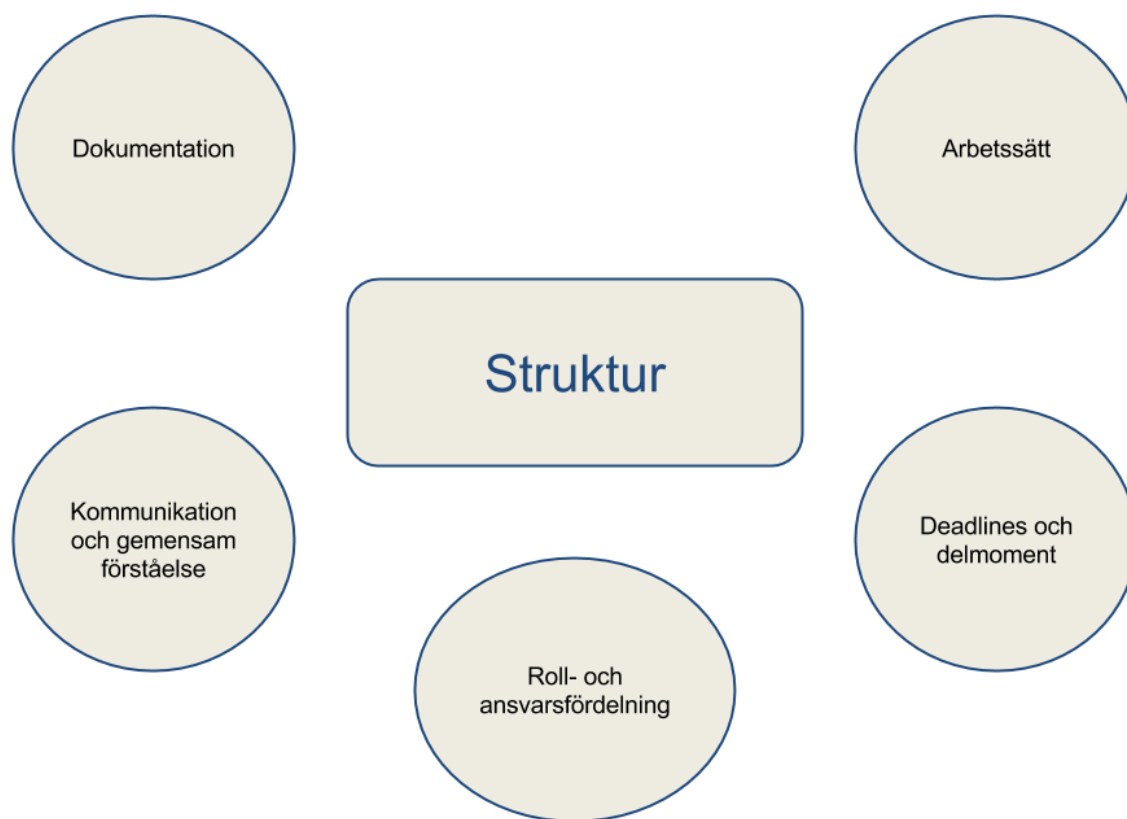 Dokumentation
Arbetssätt
Struktur
Kommunikation
och gemensam
förståelse
Deadlines och
delmoment
Roll- och
ansvarsfördelning